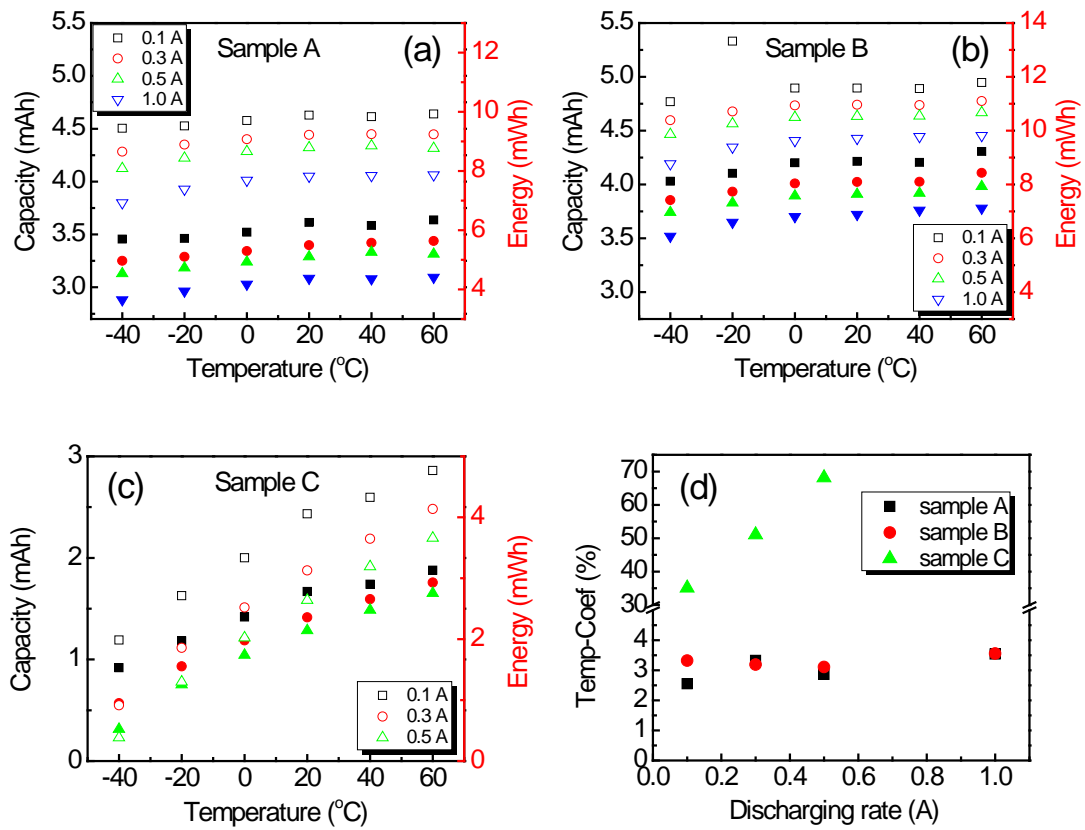 5.5
5.0
4.5
4.0
3.5
3.0
Capacity (mAh)
0.1 A
0.3 A
0.5 A
1.0 A
Sample A
(a)
12
10
8
6
4
Energy (mWh)
-40 -20 0 20 40 60
Temperature (°C)
5.5
5.0
4.5
4.0
3.5
3.0
Capacity (mAh)
Sample B
(b)
14
12
10
8
6
4
Energy (mWh)
0.1 A
0.3 A
0.5 A
1.0 A
-40 -20 0 20 40 60
Temperature (°C)
3
2
1
0
Capacity (mAh)
(c)
Sample C
4
2
0
Energy (mWh)
0.1 A
0.3 A
0.5 A
-40 -20 0 20 40 60
Temperature (°C)
70
60
50
40
30
4
3
2
1
0
Temp-Coef (%)
(d)
sample A
sample B
sample C
0.0 0.2 0.4 0.6 0.8 1.0
Discharging rate (A)